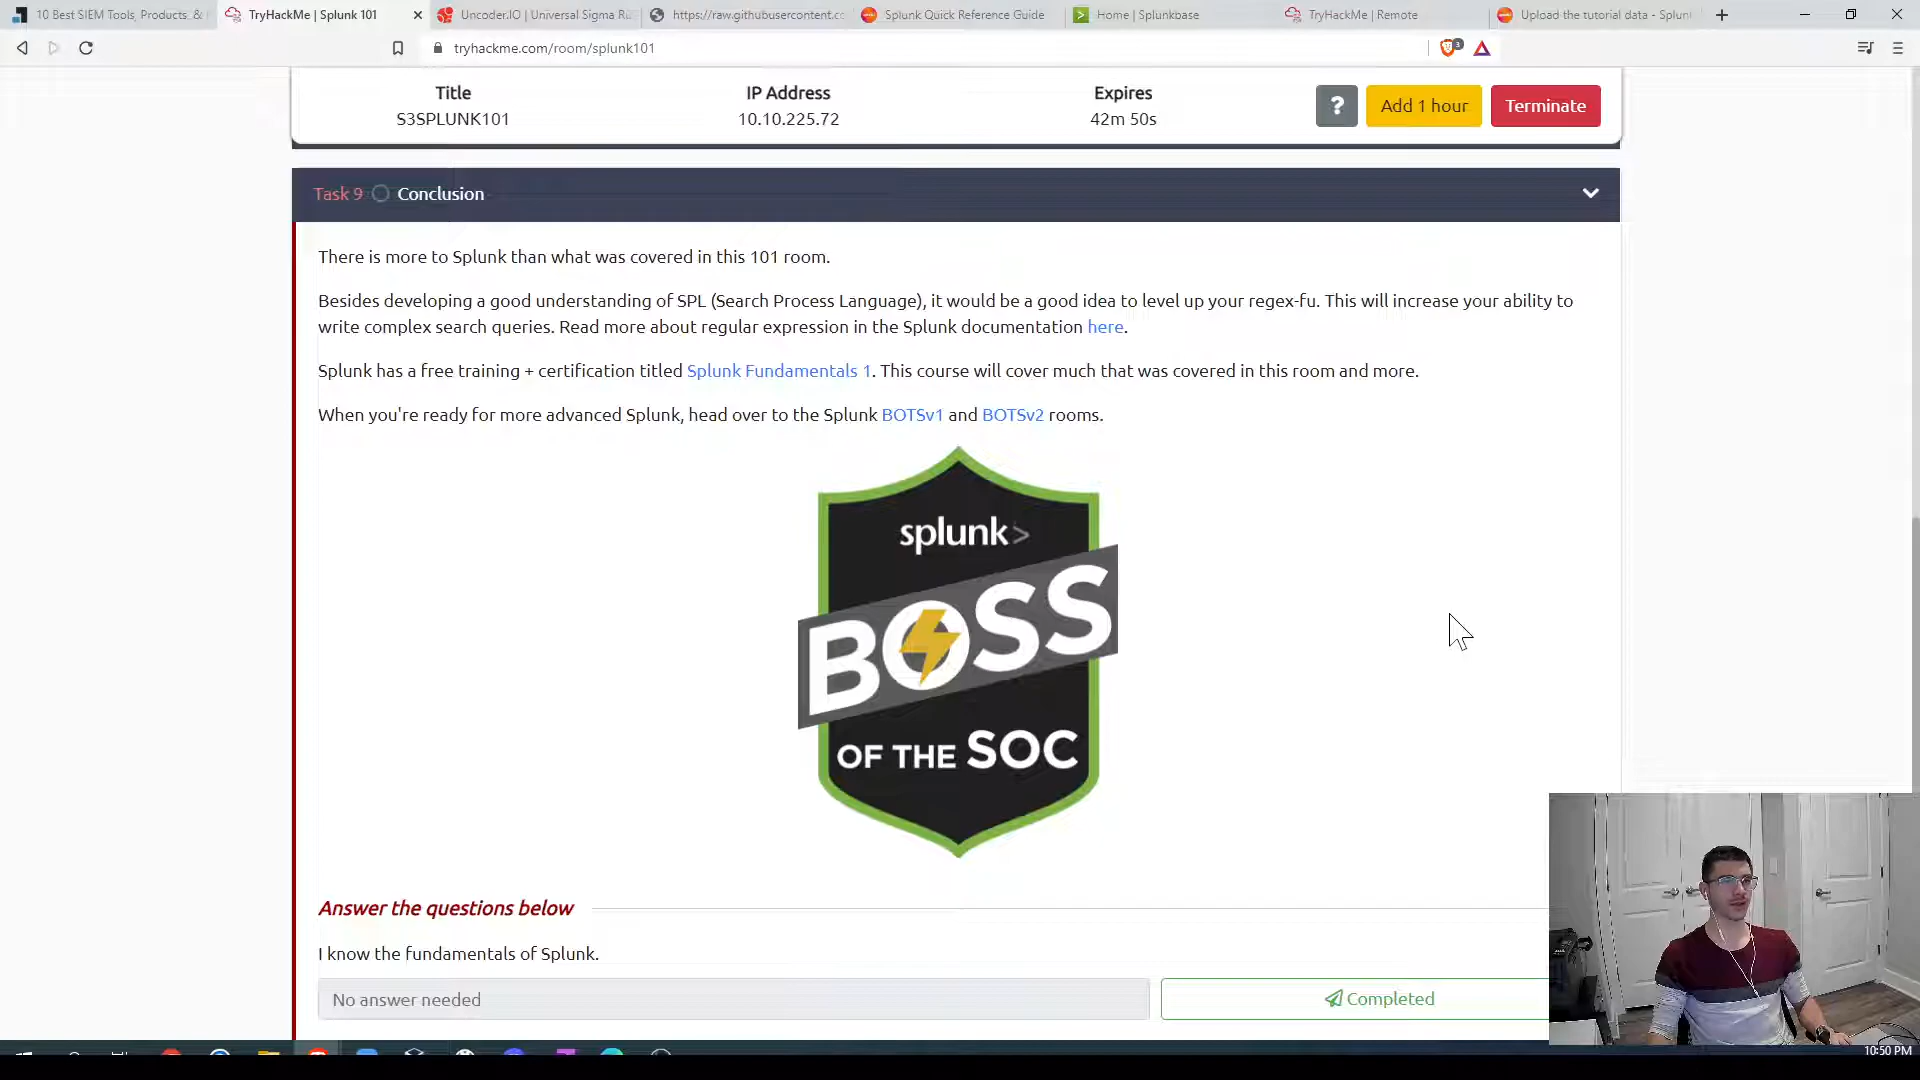 10 Best SIEM Tools, Products, &
TryHackMe | Splunk 101
Uncoder.IO | Universal Sigma Ru
https://raw.githubusercontent.cc
Splunk Quick Reference Guide
Home | Splunkbase
TryHackMe | Remote
Upload the tutorial data - Splun
tryhackme.com/room/splunk101
3
Title
IP Address
Expires
S3SPLUNK101
10.10.225.72
42m 50s
?
Add 1 hour
Terminate
Task 9
Conclusion
There is more to Splunk than what was covered in this 101 room.
Besides developing a good understanding of SPL (Search Process Language), it would be a good idea to level up your regex-fu. This will increase your ability to
write complex search queries. Read more about regular expression in the Splunk documentation here.
Splunk has a free training + certification titled Splunk Fundamentals 1. This course will cover much that was covered in this room and more.
When you're ready for more advanced Splunk, head over to the Splunk BOTSv1 and BOTSv2 rooms.
splunk>
BOSS
OF THE SOC
Answer the questions below
I know the fundamentals of Splunk.
No answer needed
Completed
10:50 PM